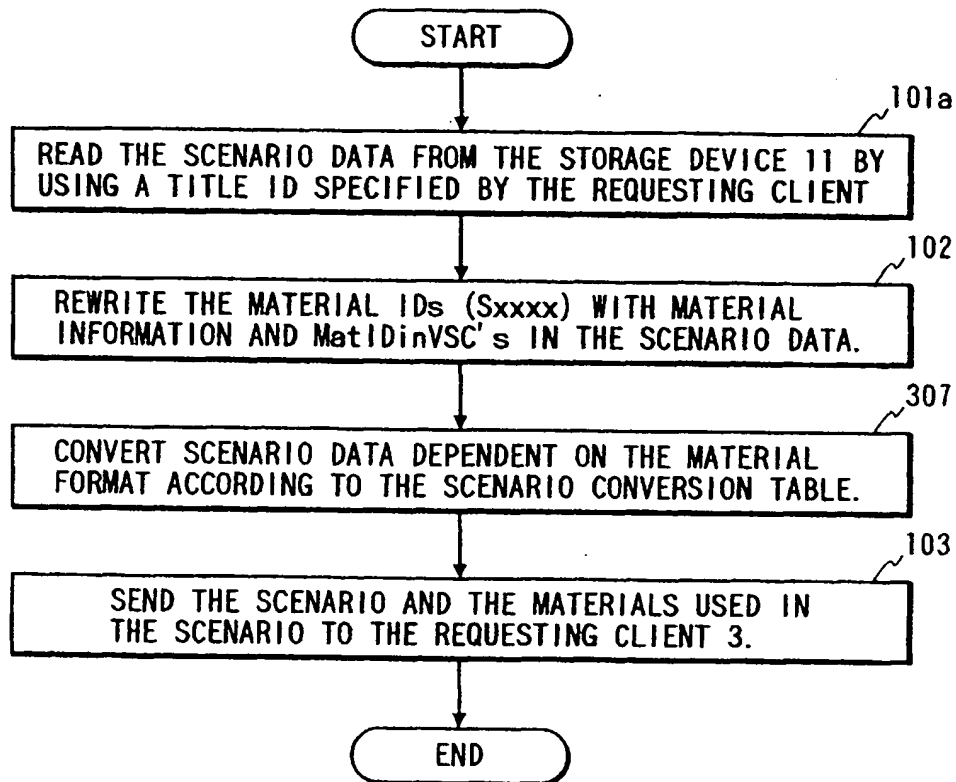 START
101a
READ THE SCENARIO DATA FROM THE STORAGE DEVICE 11 BY
USING A TITLE ID SPECIFIED BY THE REQUESTING CLIENT
102
REWRITE THE MATERIAL IDs (Sxxxx) WITH MATERIAL
INFORMATION AND MatIDinVSC's IN THE SCENARIO DATA.
307
CONVERT SCENARIO DATA DEPENDENT ON THE MATERIAL
FORMAT ACCORDING TO THE SCENARIO CONVERSION TABLE.
103
SEND THE SCENARIO AND THE MATERIALS USED IN
THE SCENARIO TO THE REQUESTING CLIENT 3.
END